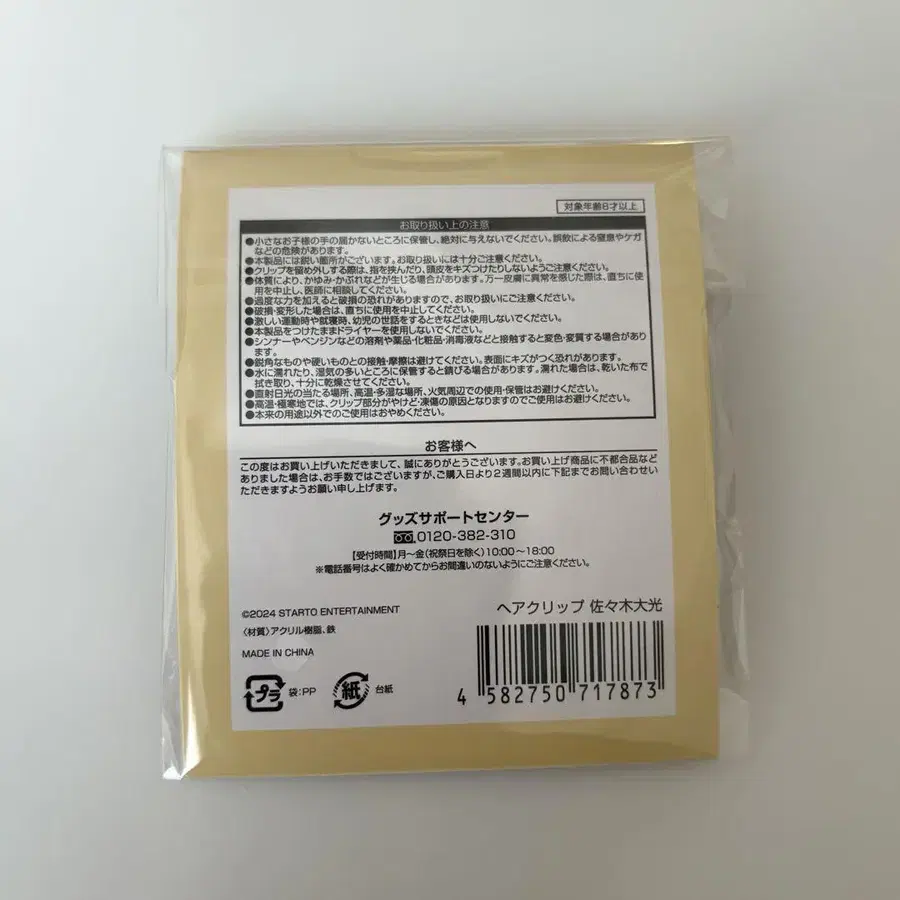 対象年齢8才以上
お取り扱い上の注意
●小さなお子様の手の届かないところに保管し、絶対に与えないでください。誤飲による窒息やケガ
などの危険があります。
●本製品には鋭い箇所がございます。お取り扱いには十分ご注意ください。
●クリップを留め外しする際は、指を挟んだり、頭皮をキズつけたりしないようご注意ください。
●体質により、かゆみ・かぶれなどが生じる場合があります。万一皮膚に異常を感じた際は、直ちに使
用を中止し、医師に相談してください。
●過度な力を加えると破損の恐れがありますので、お取り扱いにご注意ください。
●破損・変形した場合は、直ちに使用を中止してください。
●激しい運動時や就寝時、幼児の世話をするときなどは使用しないでください。
●本製品をつけたままドライヤーを使用しないでください。
●シンナーやベンジンなどの溶剤や薬品・化粧品・消毒液などと接触すると変色・変質する場合があり
ます。
●鋭角なものや硬いものとの接触・摩擦は避けてください。表面にキズがつく恐れがあります。
●水に濡れたり、湿気の多いところに保管すると錆びる場合があります。濡れた場合は、乾いた布で
拭き取り、十分に乾燥させてください。
●直射日光の当たる場所、高温・多湿な場所、火気周辺での使用・保管はお避けください。
●高温・極寒地では、クリップ部分がやけど・凍傷の原因となりますのでご使用はお避けください。
●本来の用途以外でのご使用はおやめください。
お客様へ
この度はお買い上げいただきまして、誠にありがとうございます。お買い上げ商品に不都合品など
ありました場合は、お手数ではございますが、ご購入日より2週間以内に下記までお問い合わせい
ただきますようお願い申し上げます。
グッズサポートセンター
0120-382-310
【受付時間】月～金(祝祭日を除く)10:00～18:00
※電話番号はよく確かめてからお間違いのないようにご注意ください。
©2024 STARTO ENTERTAINMENT
ヘアクリップ 佐々木大光
〈材質〉アクリル樹脂、鉄
MADE IN CHINA
プラ 袋:PP 紙 台紙
4 582750 717873